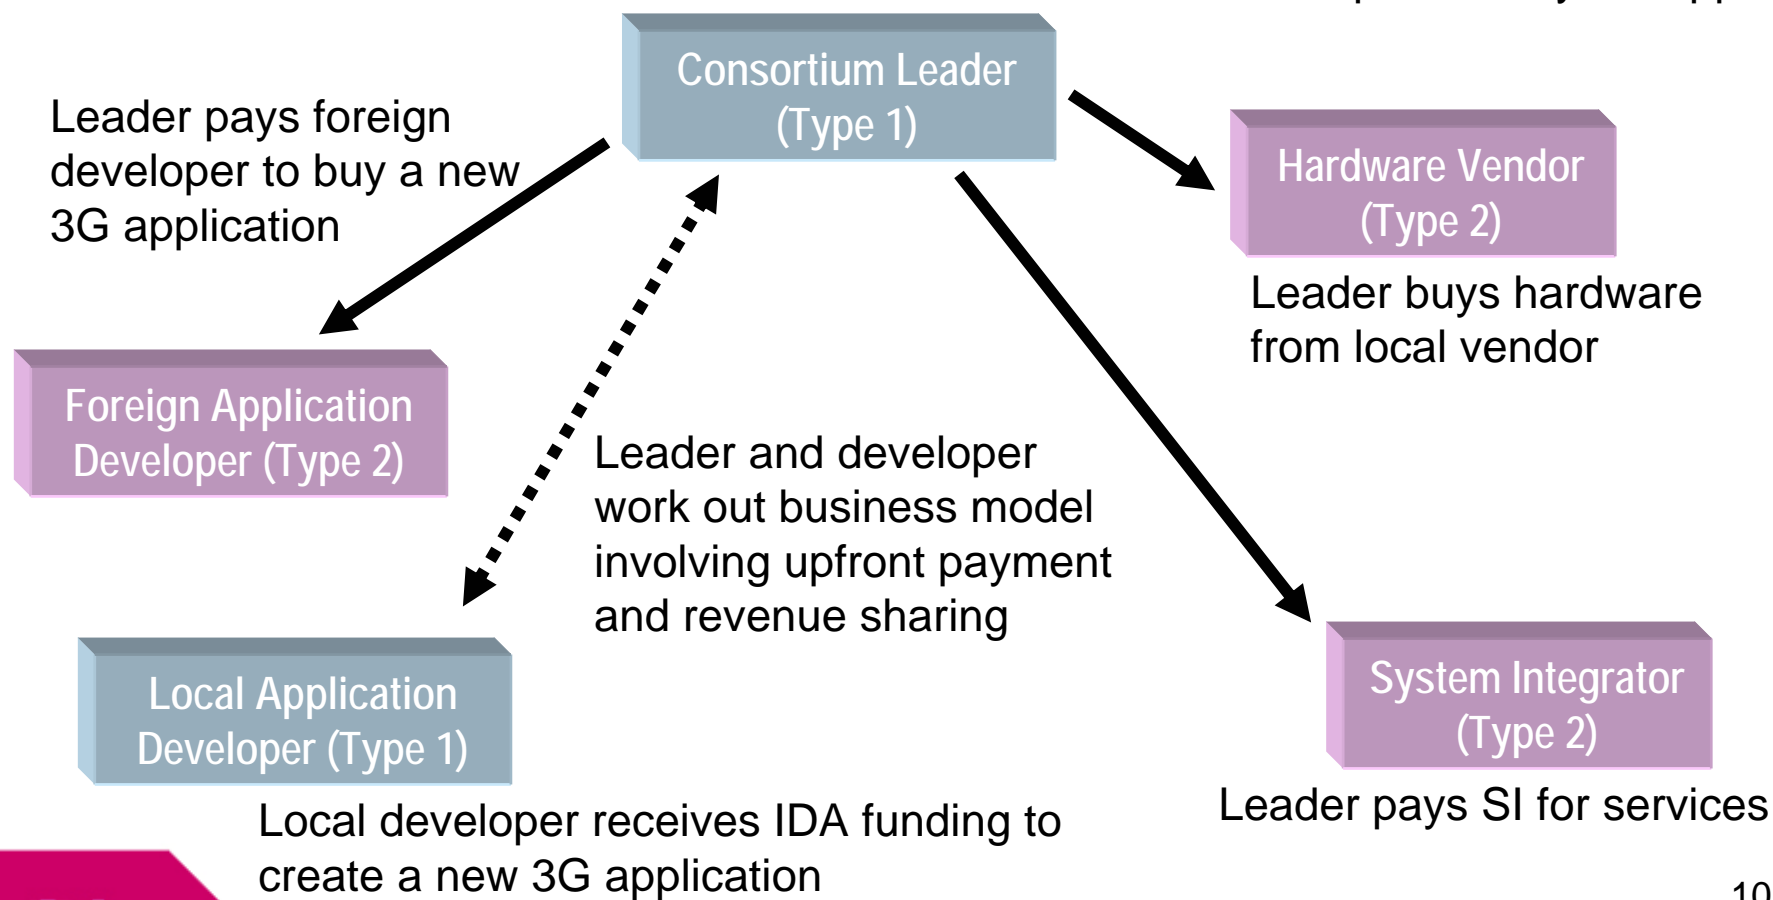 Consortium Leader
(Type 1)
Leader pays foreign
developer to buy a new
3G application
Hardware Vendor
(Type 2)
Leader buys hardware
from local vendor
Foreign Application
Developer (Type 2)
Leader and developer
work out business model
involving upfront payment
and revenue sharing
Local Application
Developer (Type 1)
System Integrator
(Type 2)
Leader pays SI for services
Local developer receives IDA funding to
create a new 3G application
10